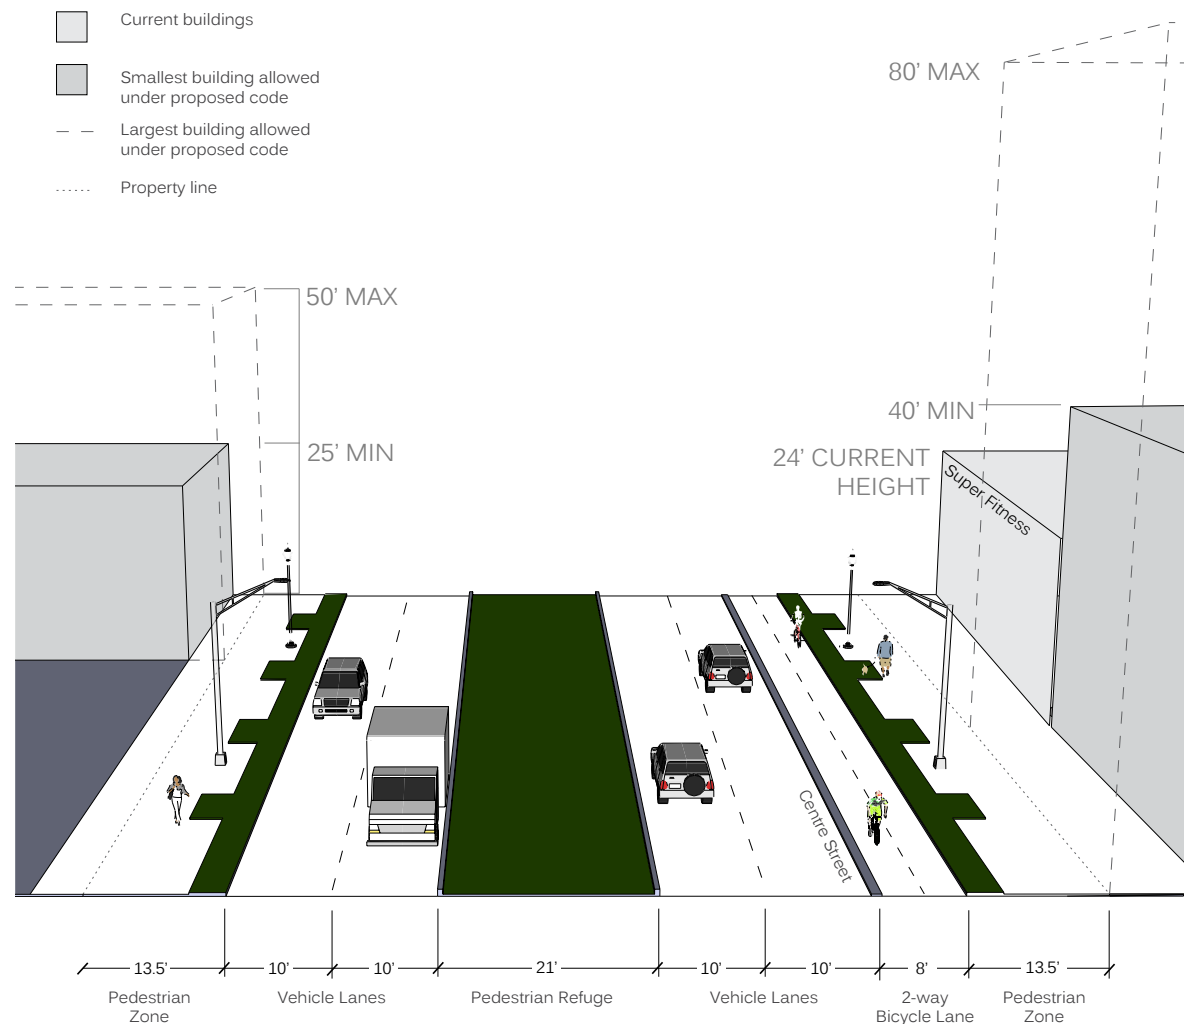 Current buildings
Smallest building allowed
under proposed code
Largest building allowed
under proposed code
Property line
80’ MAX
50’ MAX
40’ MIN
25’ MIN
24’ CURRENT
HEIGHT
Super Fitness
Centre Street
13.5’
10’
10’
21’
10’
10’
8’
13.5’
Pedestrian
Zone
Vehicle Lanes
Pedestrian Refuge
Vehicle Lanes
2-way
Bicycle Lane
Pedestrian
Zone